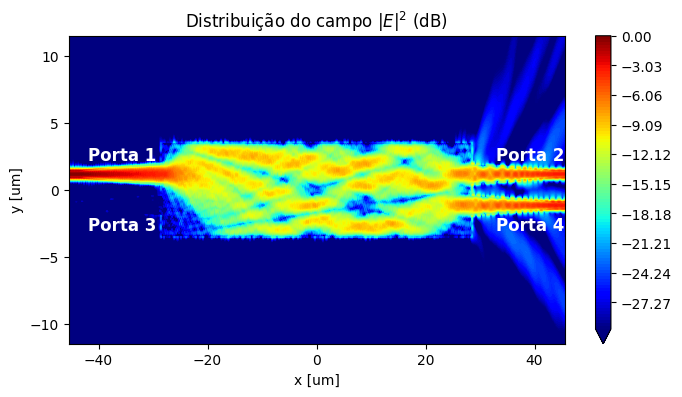 Distribuição do campo |E|² (dB)
10
5
0
−5
−10
y [um]
Porta 1
Porta 2
Porta 3
Porta 4
−40
−20
0
20
40
x [um]
0.00
−3.03
−6.06
−9.09
−12.12
−15.15
−18.18
−21.21
−24.24
−27.27